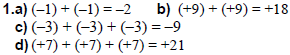 1.a) (–1) + (–1) = –2 b) (+9) + (+9) = +18
c) (–3) + (–3) + (–3) = –9
d) (+7) + (+7) + (+7) = +21